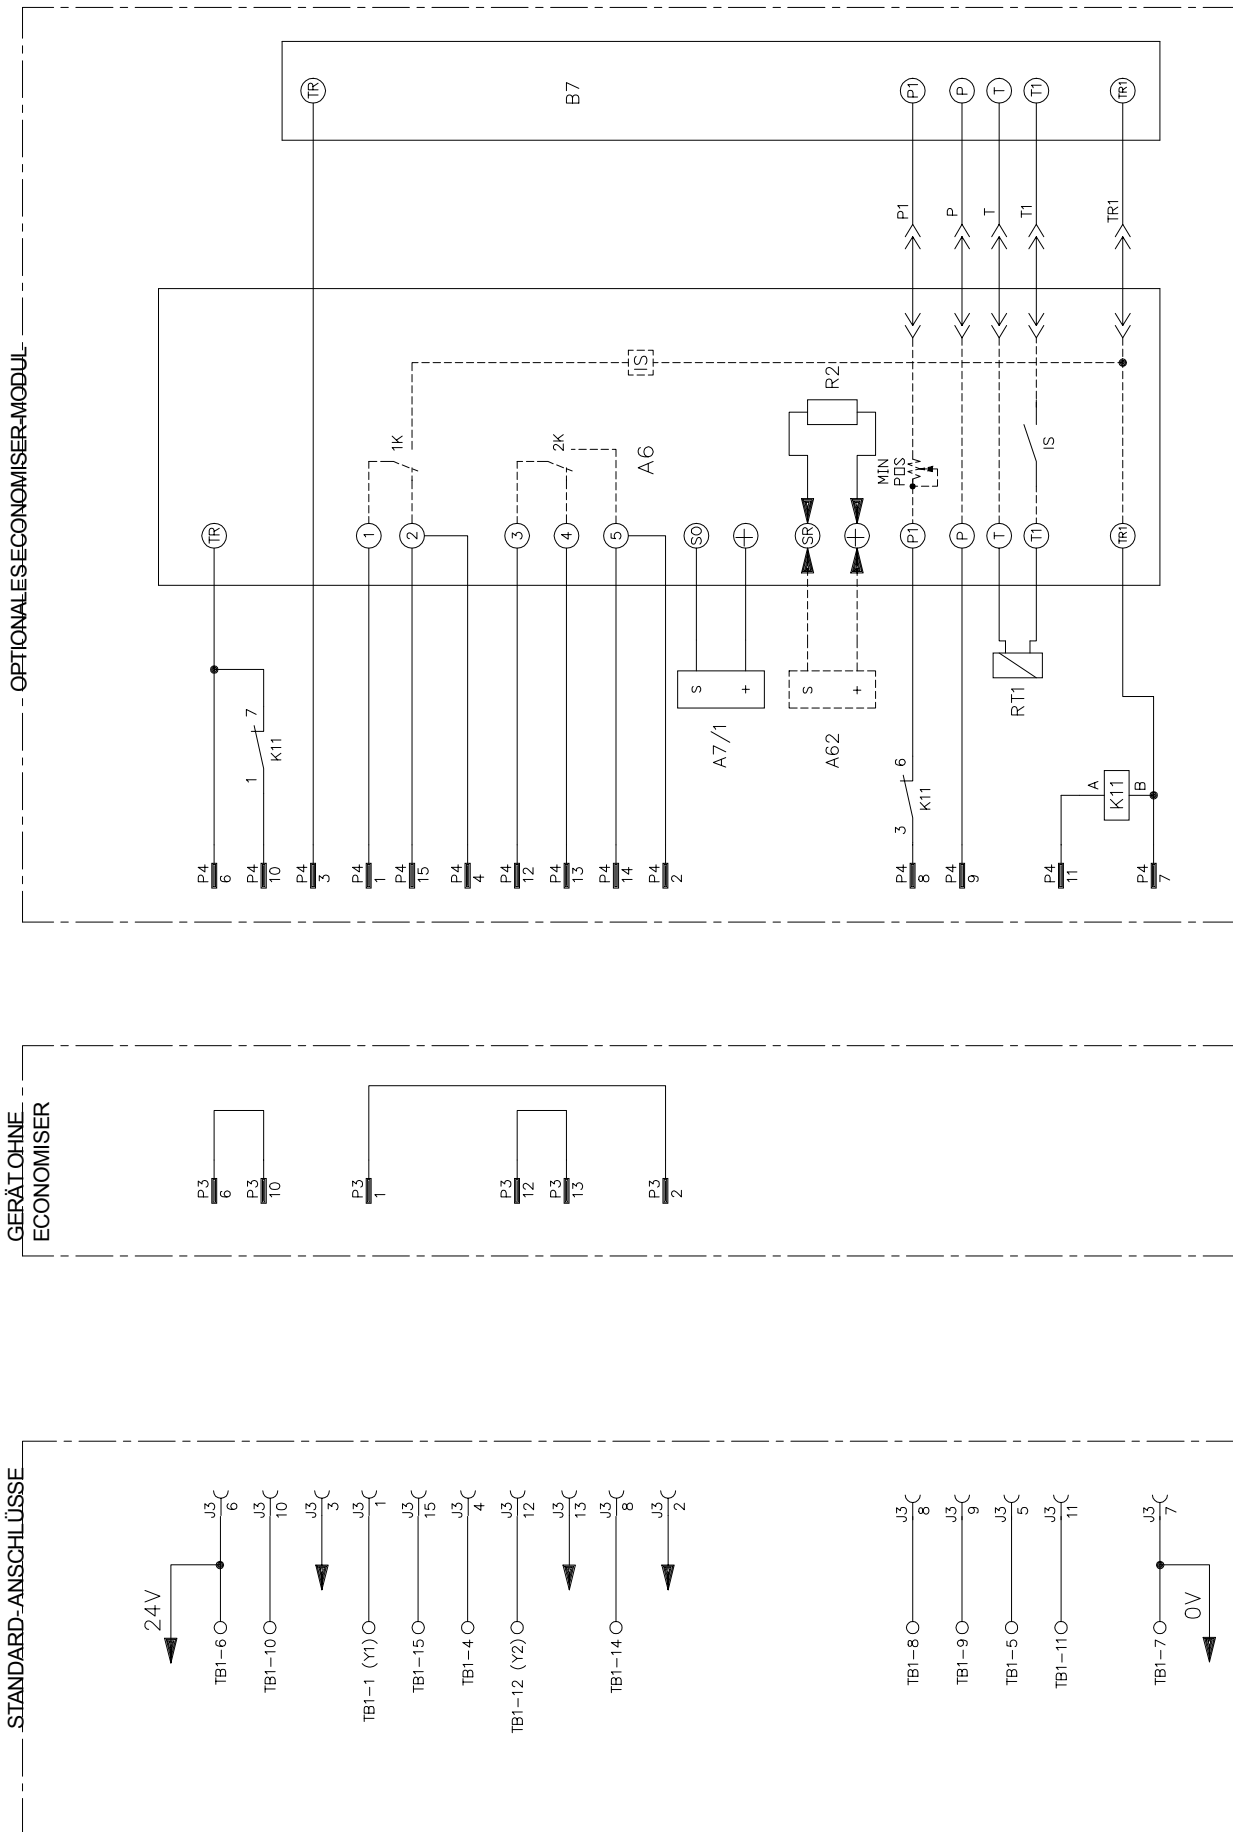 OPTIONALES ECONOMISER-MODUL
TR
B7
P1
P
T
T1
TR1
P1
P
T
T1
TR1
IS
R2
1K
2K
A6
MIN
POS
IS
TR
1
2
3
4
5
SO
+
SR
+
P1
P
T
T1
TR1
S
+
A7/1
S
+
A62
RT1
7
1
K11
6
3
K11
A
K11
B
P4
6
P4
10
P4
3
P4
1
P4
15
P4
4
P4
12
P4
13
P4
14
P4
2
P4
8
P4
9
P4
11
P4
7
GERÄT OHNE
ECONOMISER
P3
6
P3
10
P3
1
P3
12
P3
13
P3
2
STANDARD-ANSCHLÜSSE
J3
6
J3
10
J3
3
J3
1
J3
15
J3
4
J3
12
J3
13
J3
8
J3
2
J3
8
J3
9
J3
5
J3
11
J3
7
24V
0V
TB1-6
TB1-10
TB1-1 (Y1)
TB1-15
TB1-4
TB1-12 (Y2)
TB1-14
TB1-8
TB1-9
TB1-5
TB1-11
TB1-7